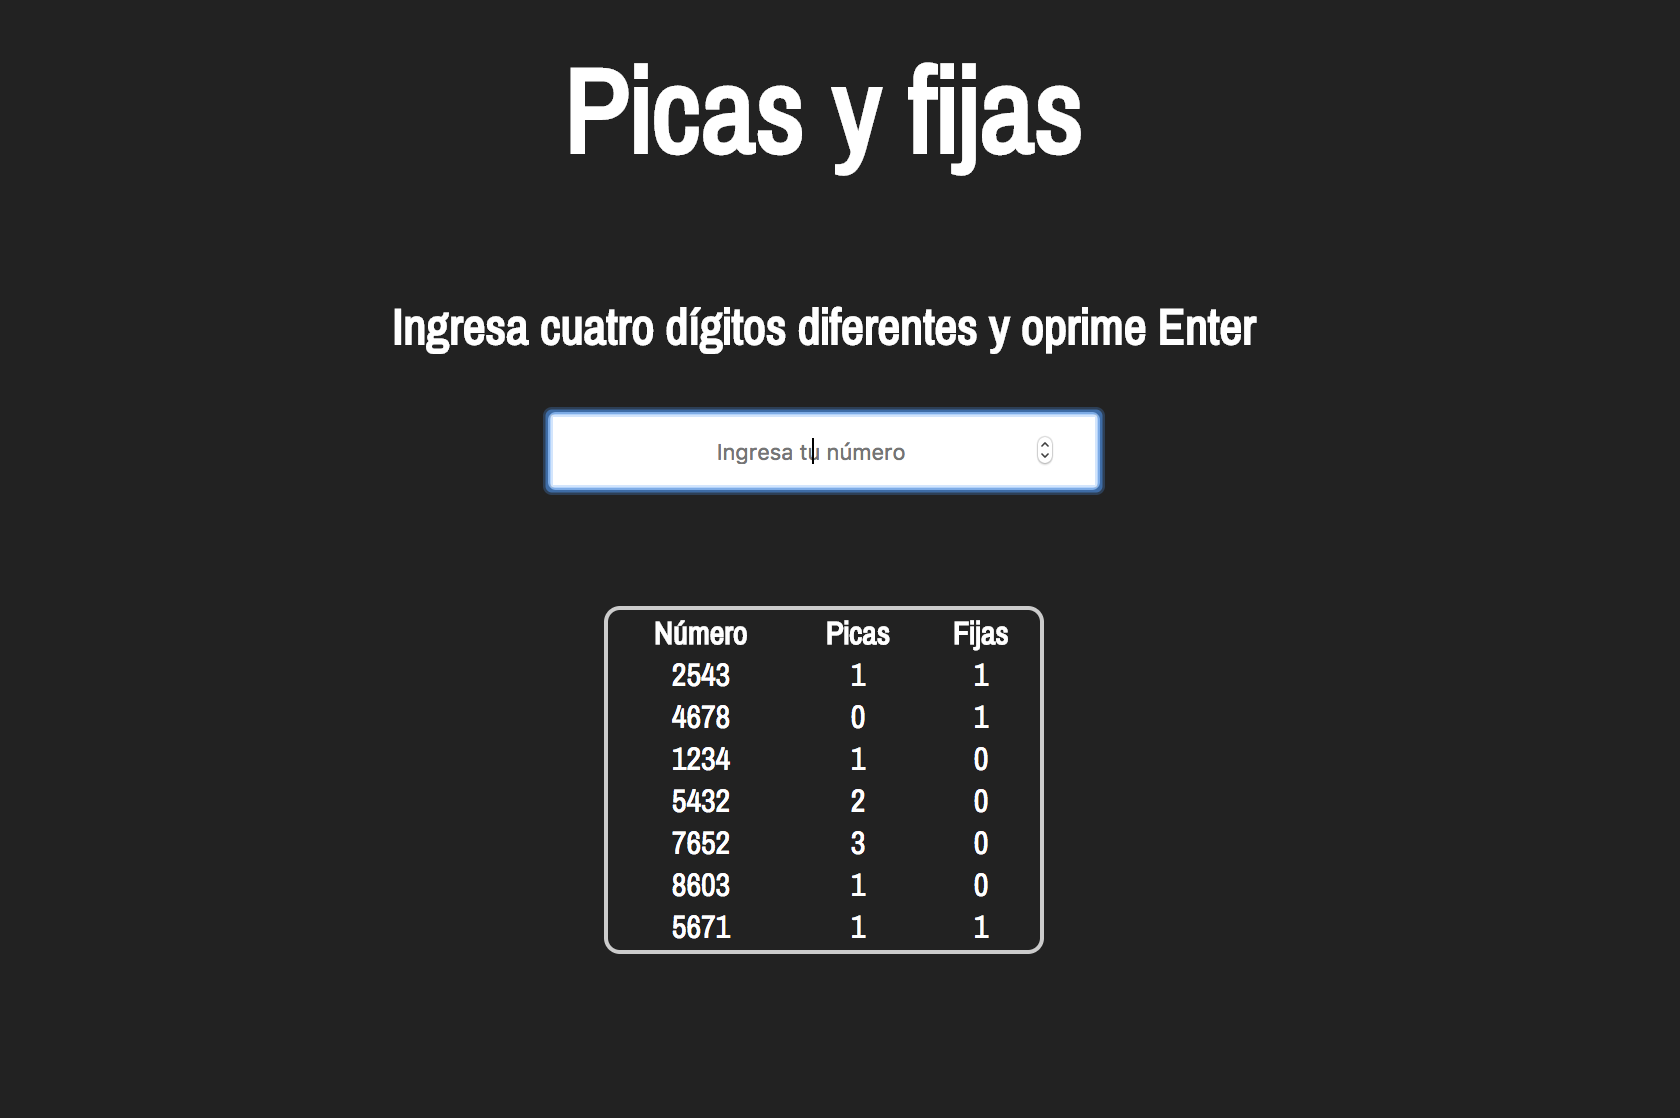 Picas y fijas
Ingresa cuatro dígitos diferentes y oprime Enter
Ingresa tu número
Número Picas Fijas
2543 1 1
4678 0 1
1234 1 0
5432 2 0
7652 3 0
8603 1 0
5671 1 1